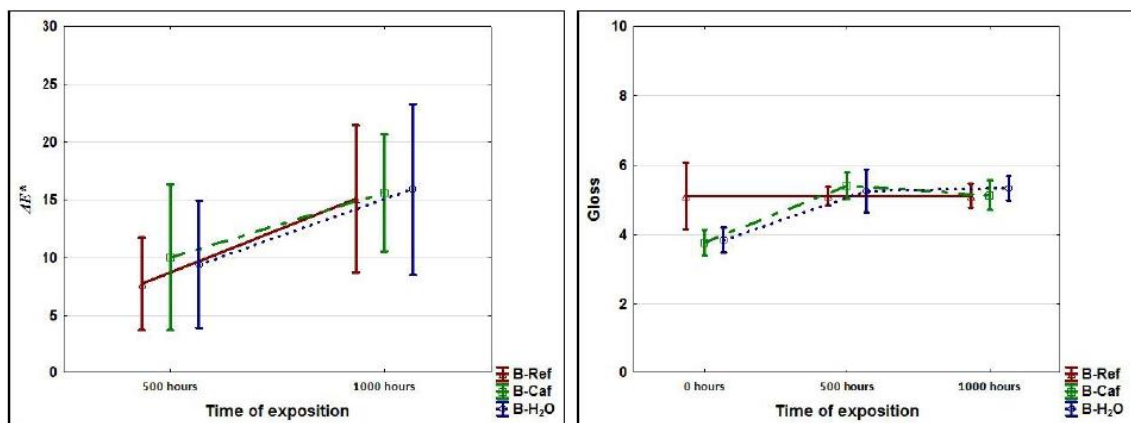 30
25
20
15
10
5
0
ΔE*
500 hours
1000 hours
Time of exposition
B-Ref
B-Caf
B-H₂O
10
8
6
4
2
0
Gloss
0 hours
500 hours
1000 hours
Time of exposition
B-Ref
B-Caf
B-H₂O